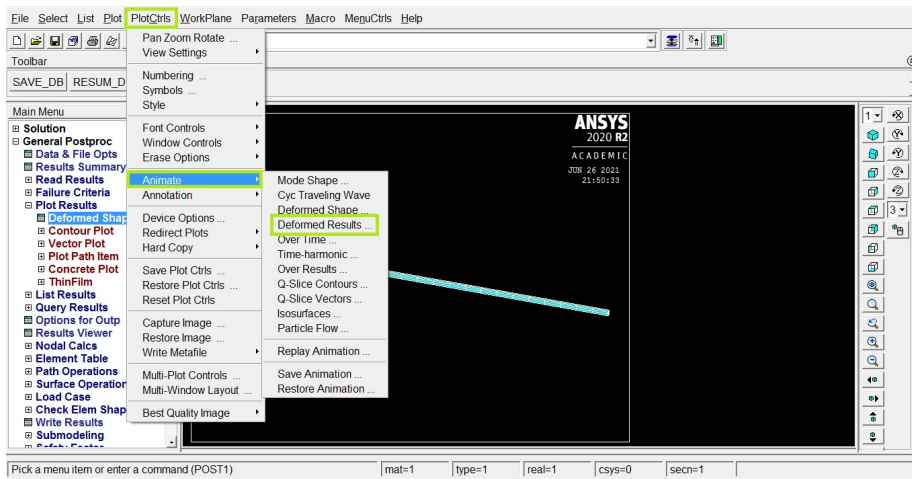 File Select List Plot PlotCtrls WorkPlane Parameters Macro MenuCtrls Help
Toolbar
SAVE_DB RESUM_D
Main Menu
Solution
General Postproc
Data & File Opts
Results Summary
Read Results
Failure Criteria
Plot Results
Deformed Shap
Contour Plot
Vector Plot
Plot Path Item
Concrete Plot
ThinFilm
List Results
Query Results
Options for Outp
Results Viewer
Nodal Calcs
Element Table
Path Operations
Surface Operation
Load Case
Check Elem Shap
Write Results
Submodeling
Safety Factor
Pan Zoom Rotate ...
View Settings
Numbering ...
Symbols ...
Style
Font Controls
Window Controls
Erase Options
Animate
Annotation
Device Options ...
Redirect Plots
Hard Copy
Save Plot Ctrls ...
Restore Plot Ctrls ...
Reset Plot Ctrls
Capture Image ...
Restore Image ...
Write Metafile
Multi-Plot Controls ...
Multi-Window Layout ...
Best Quality Image
Mode Shape ...
Cyc Traveling Wave
Deformed Shape ...
Deformed Results ...
Over Time ...
Time-harmonic ...
Over Results ...
Q-Slice Contours ...
Q-Slice Vectors ...
Isosurfaces ...
Particle Flow ...
Replay Animation ...
Save Animation ...
Restore Animation ...
ANSYS
2020 R2
ACADEMIC
JUN 26 2021
21:50:33
1
3
Pick a menu item or enter a command (POST1) mat=1 type=1 real=1 csys=0 secn=1